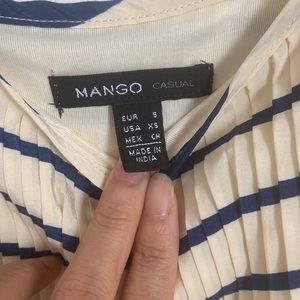 MANGO CASUAL
EUR S
USA XS
MEX CH
MADE IN
INDIA